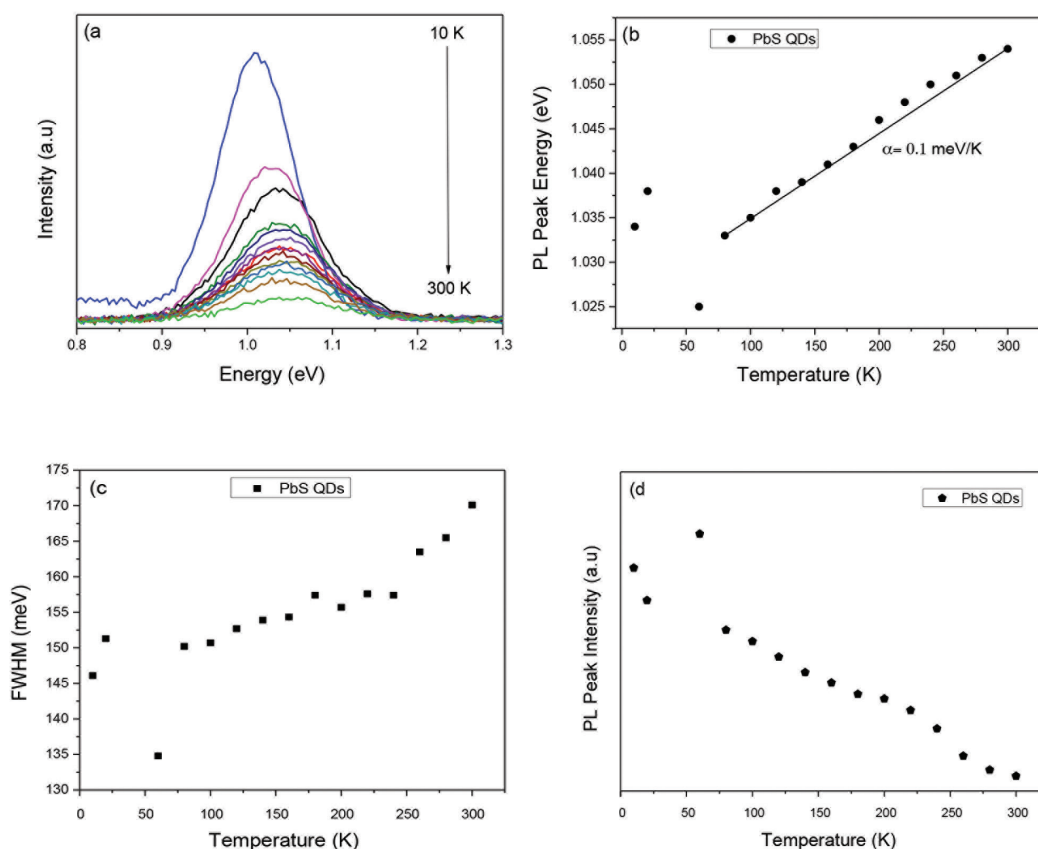 (a
10 K
300 K
Intensity (a.u)
0.8 0.9 1.0 1.1 1.2 1.3
Energy (eV)
(b
PbS QDs
1.055
1.050
1.045
1.040
1.035
1.030
1.025
α= 0.1 meV/K
PL Peak Energy (eV)
0 50 100 150 200 250 300
Temperature (K)
(c
PbS QDs
175
170
165
160
155
150
145
140
135
130
FWHM (meV)
0 50 100 150 200 250 300
Temperature (K)
(d
PbS QDs
PL Peak Intensity (a.u)
0 50 100 150 200 250 300
Temperature (K)